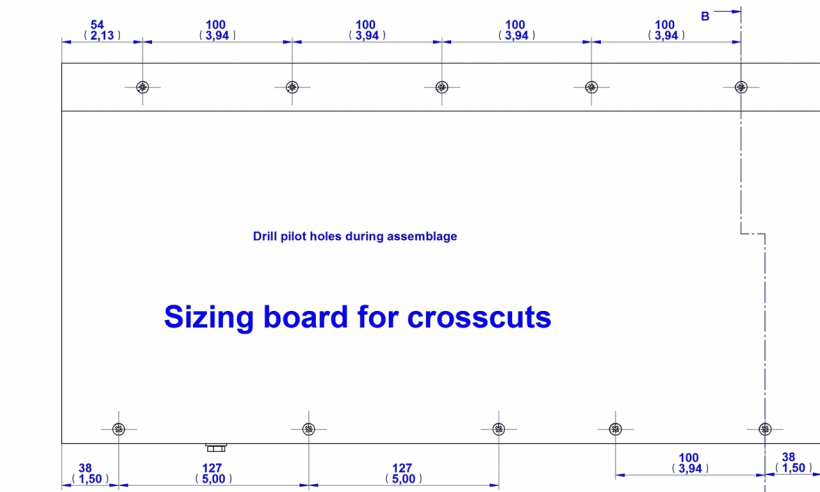 B
54 100 100 100 100
( 2,13 ) ( 3,94 ) ( 3,94 ) ( 3,94 ) ( 3,94 )
Drill pilot holes during assemblage
Sizing board for crosscuts
38 127 127 100 38
( 1,50 ) ( 5,00 ) ( 5,00 ) ( 3,94 ) ( 1,50 )